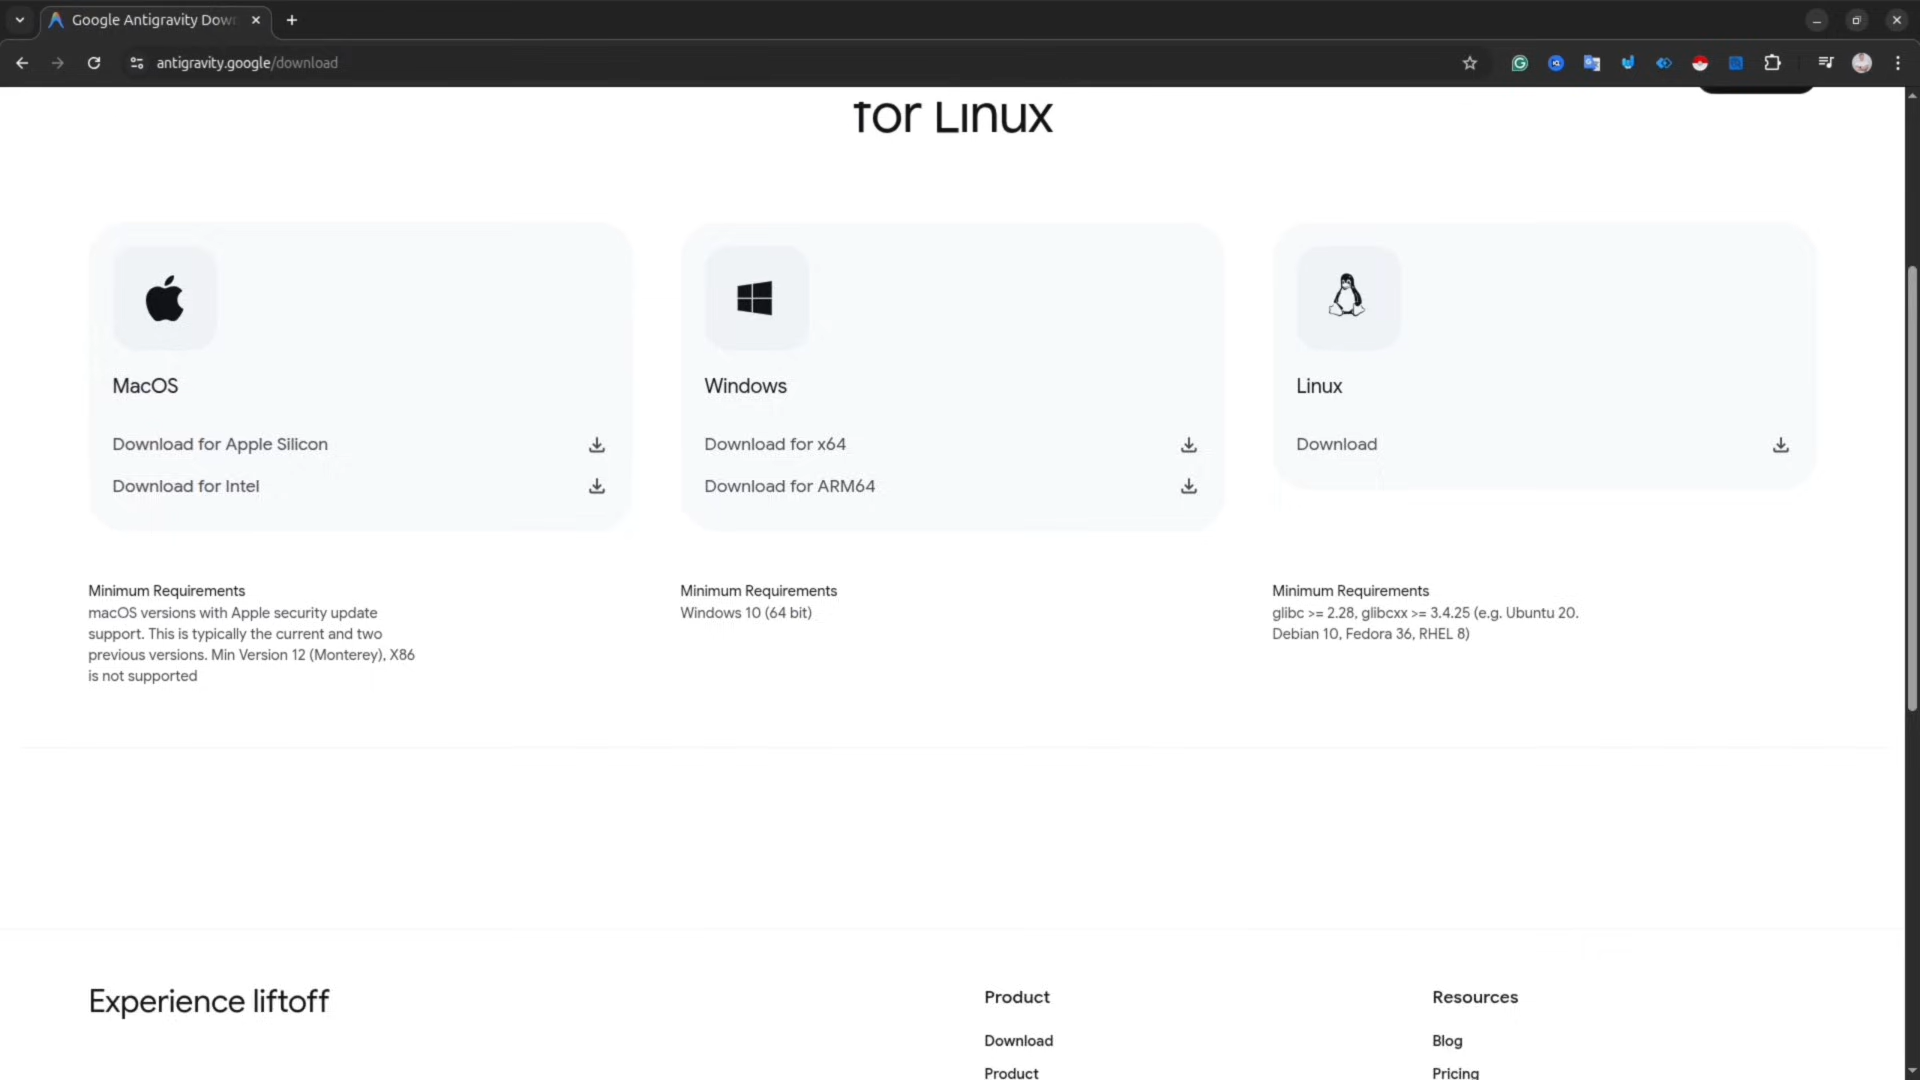 Google Antigravity Dow
antigravity.google/download
for Linux
MacOS
Download for Apple Silicon
Download for Intel
Windows
Download for x64
Download for ARM64
Linux
Download
Minimum Requirements
macOS versions with Apple security update
support. This is typically the current and two
previous versions. Min Version 12 (Monterey), X86
is not supported
Minimum Requirements
Windows 10 (64 bit)
Minimum Requirements
glibc >= 2.28, glibcxx >= 3.4.25 (e.g. Ubuntu 20.
Debian 10, Fedora 36, RHEL 8)
Experience liftoff
Product
Download
Product
Resources
Blog
Pricing